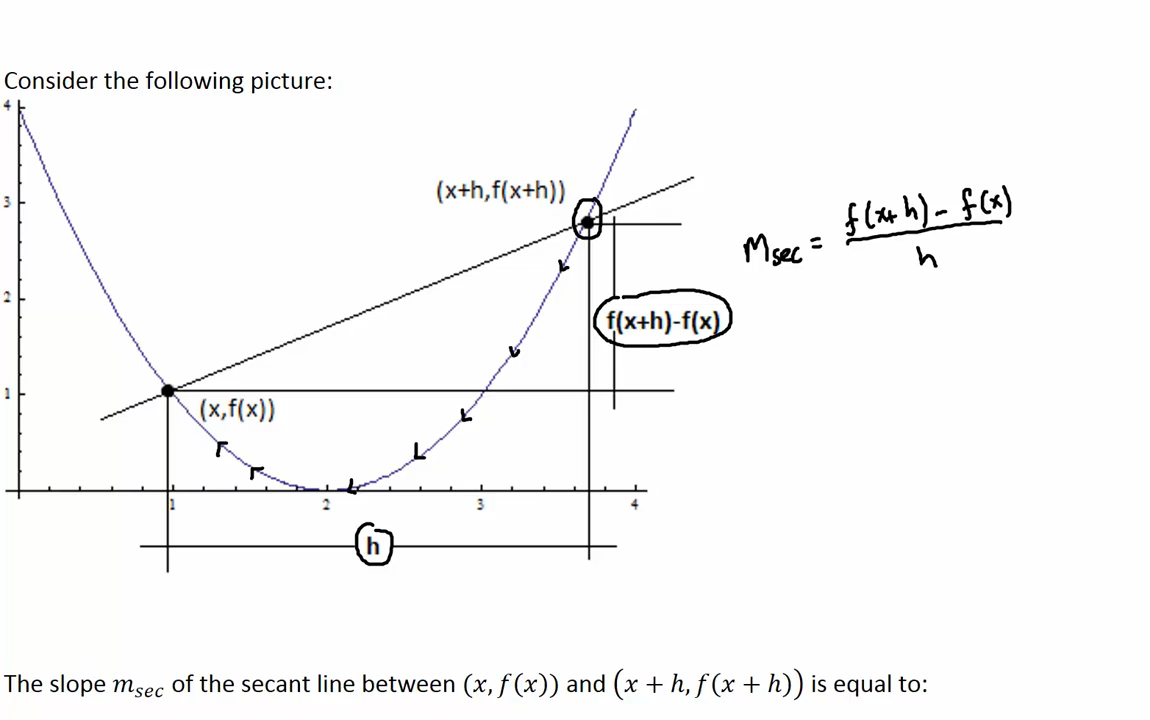 Consider the following picture:
4
(x+h,f(x+h))
3
f(x+h) - f(x)
Msec =
h
2
f(x+h)-f(x)
1
(x,f(x))
1 2 3 4
h
The slope m_sec of the secant line between (x, f(x)) and (x + h, f(x + h)) is equal to: